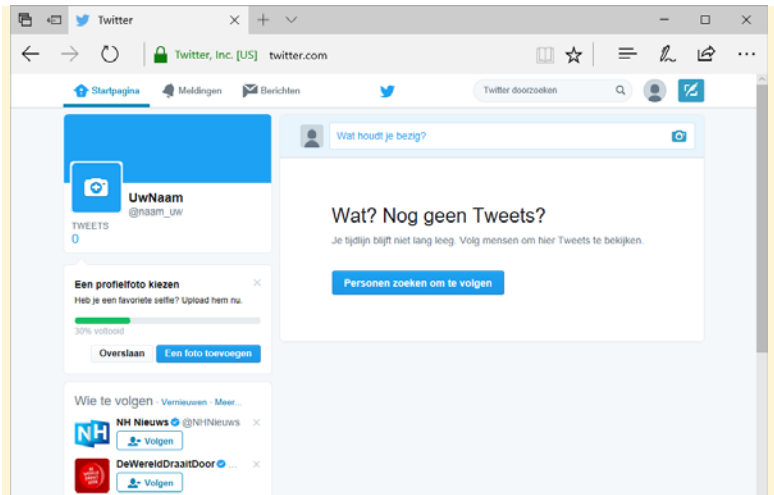 Twitter
Twitter, Inc. [US] twitter.com
Startpagina Meldingen Berichten Twitter doorzoeken
Wat houdt je bezig?
UwNaam
@naam_uw
TWEETS
0
Wat? Nog geen Tweets?
Je tijdlijn blijft niet lang leeg. Volg mensen om hier Tweets te bekijken.
Personen zoeken om te volgen
Een profielfoto kiezen
Heb je een favoriete selfie? Upload hem nu.
30% voltooid
Overslaan Een foto toevoegen
Wie te volgen · Vernieuwen · Meer...
NH Nieuws @NHNieuws
NH
Volgen
DeWereldDraaitDoor ...
Volgen